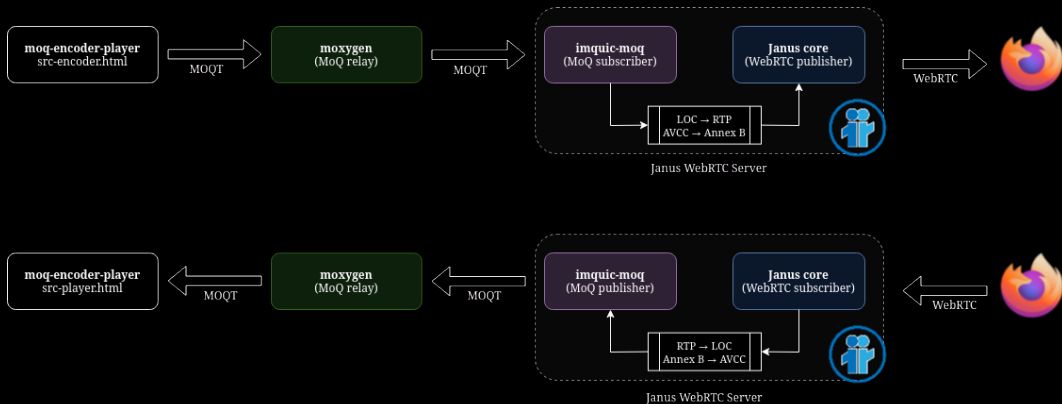 moq-encoder-player
src-encoder.html
MOQT
moxygen
(MoQ relay)
MOQT
imquic-moq
(MoQ subscriber)
Janus core
(WebRTC publisher)
LOC → RTP
AVCC → Annex B
Janus WebRTC Server
WebRTC
moq-encoder-player
src-player.html
MOQT
moxygen
(MoQ relay)
MOQT
imquic-moq
(MoQ publisher)
Janus core
(WebRTC subscriber)
RTP → LOC
Annex B → AVCC
Janus WebRTC Server
WebRTC